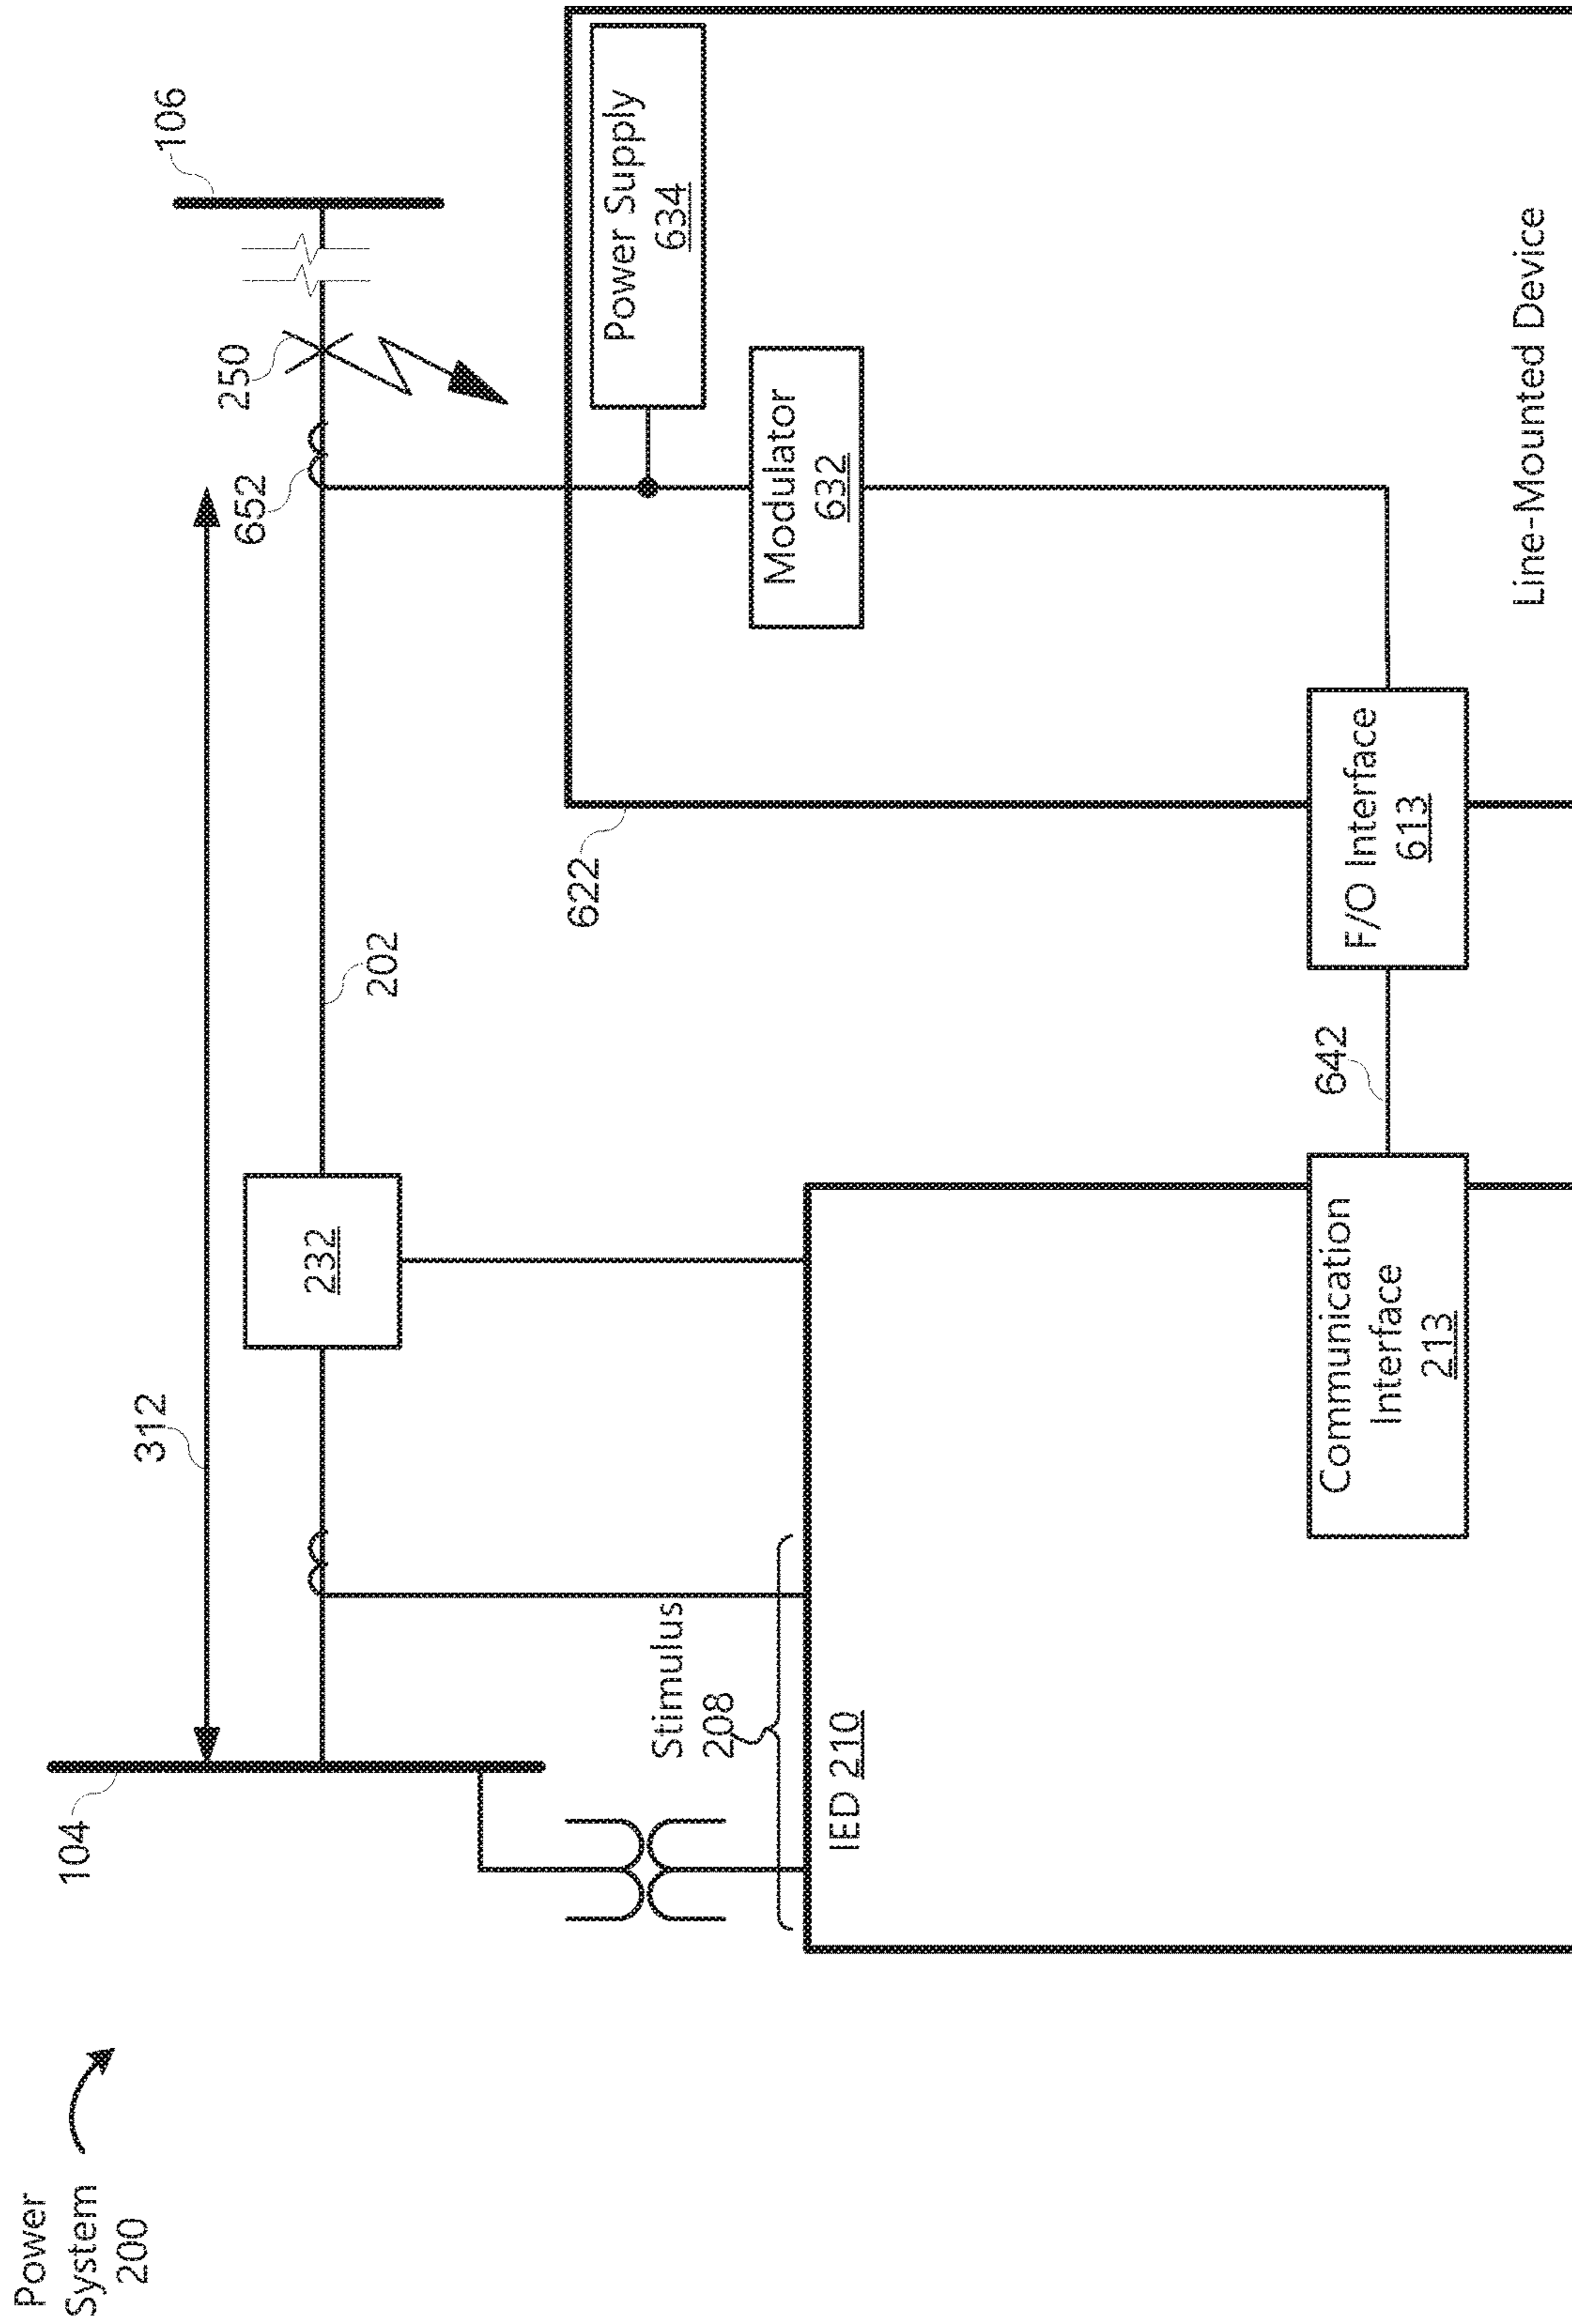 Power
System
200
104
312
106
250
652
202
232
Stimulus
208
IED 210
622
Power Supply
634
Modulator
632
Communication
Interface
213
642
F/O Interface
613
Line-Mounted Device